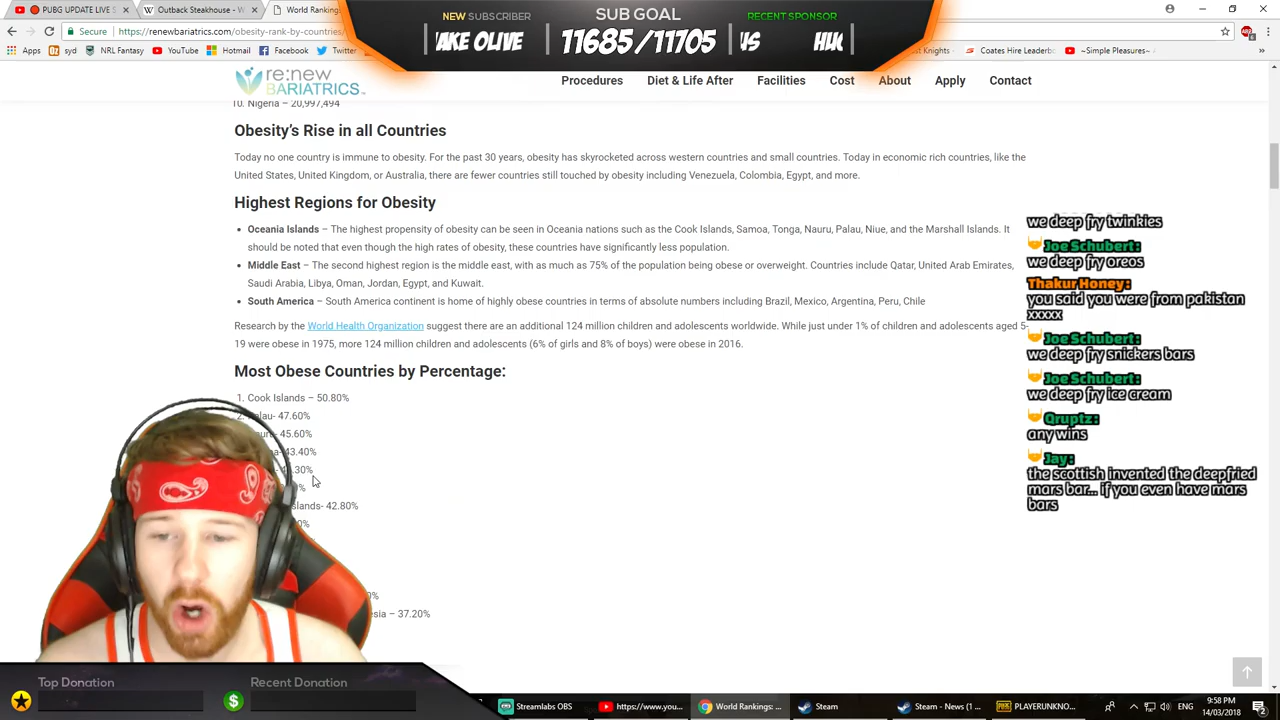 PUBG UPDATE LIVE S
Outback Steakhouse - W
World Rankings
Secure
https://renewbariatrics.com/obesity-rank-by-countries/
Apps
syd
NRL Fantasy
YouTube
Hotmail
Facebook
Twitter
st Knights
Coates Hire Leaderbo
~Simple Pleasures~
NEW SUBSCRIBER
AKE OLIVE
SUB GOAL
11685/11705
RECENT SPONSOR
re:new
BARIATRICS
Procedures
Diet & Life After
Facilities
Cost
About
Apply
Contact
10. Nigeria – 20,997,494
Obesity's Rise in all Countries
Today no one country is immune to obesity. For the past 30 years, obesity has skyrocketed across western countries and small countries. Today in economic rich countries, like the
United States, United Kingdom, or Australia, there are fewer countries still touched by obesity including Venezuela, Colombia, Egypt, and more.
Highest Regions for Obesity
• Oceania Islands – The highest propensity of obesity can be seen in Oceania nations such as the Cook Islands, Samoa, Tonga, Nauru, Palau, Niue, and the Marshall Islands. It
should be noted that even though the high rates of obesity, these countries have significantly less population.
• Middle East – The second highest region is the middle east, with as much as 75% of the population being obese or overweight. Countries include Qatar, United Arab Emirates,
Saudi Arabia, Libya, Oman, Jordan, Egypt, and Kuwait.
• South America – South America continent is home of highly obese countries in terms of absolute numbers including Brazil, Mexico, Argentina, Peru, Chile
Research by the World Health Organization suggest there are an additional 124 million children and adolescents worldwide. While just under 1% of children and adolescents aged 5-
19 were obese in 1975, more 124 million children and adolescents (6% of girls and 8% of boys) were obese in 2016.
Most Obese Countries by Percentage:
1. Cook Islands – 50.80%
2. Palau- 47.60%
45.60%
43.40%
.30%
slands- 42.80%
esia – 37.20%
we deep fry twinkies
Joe Schubert:
we deep fry oreos
Thakur Honey:
you said you were from pakistan
xxxxx
Joe Schubert:
we deep fry snickers bars
Joe Schubert:
we deep fry ice cream
Qruptz:
any wins
Jay:
the scottish invented the deepfried
mars bar... if you even have mars
bars
Top Donation
Recent Donation
Streamlabs OBS
https://www.you...
World Rankings: ...
Steam
Steam - News (1 ...
PLAYERUNKNO...
ENG
9:58 PM
14/03/2018